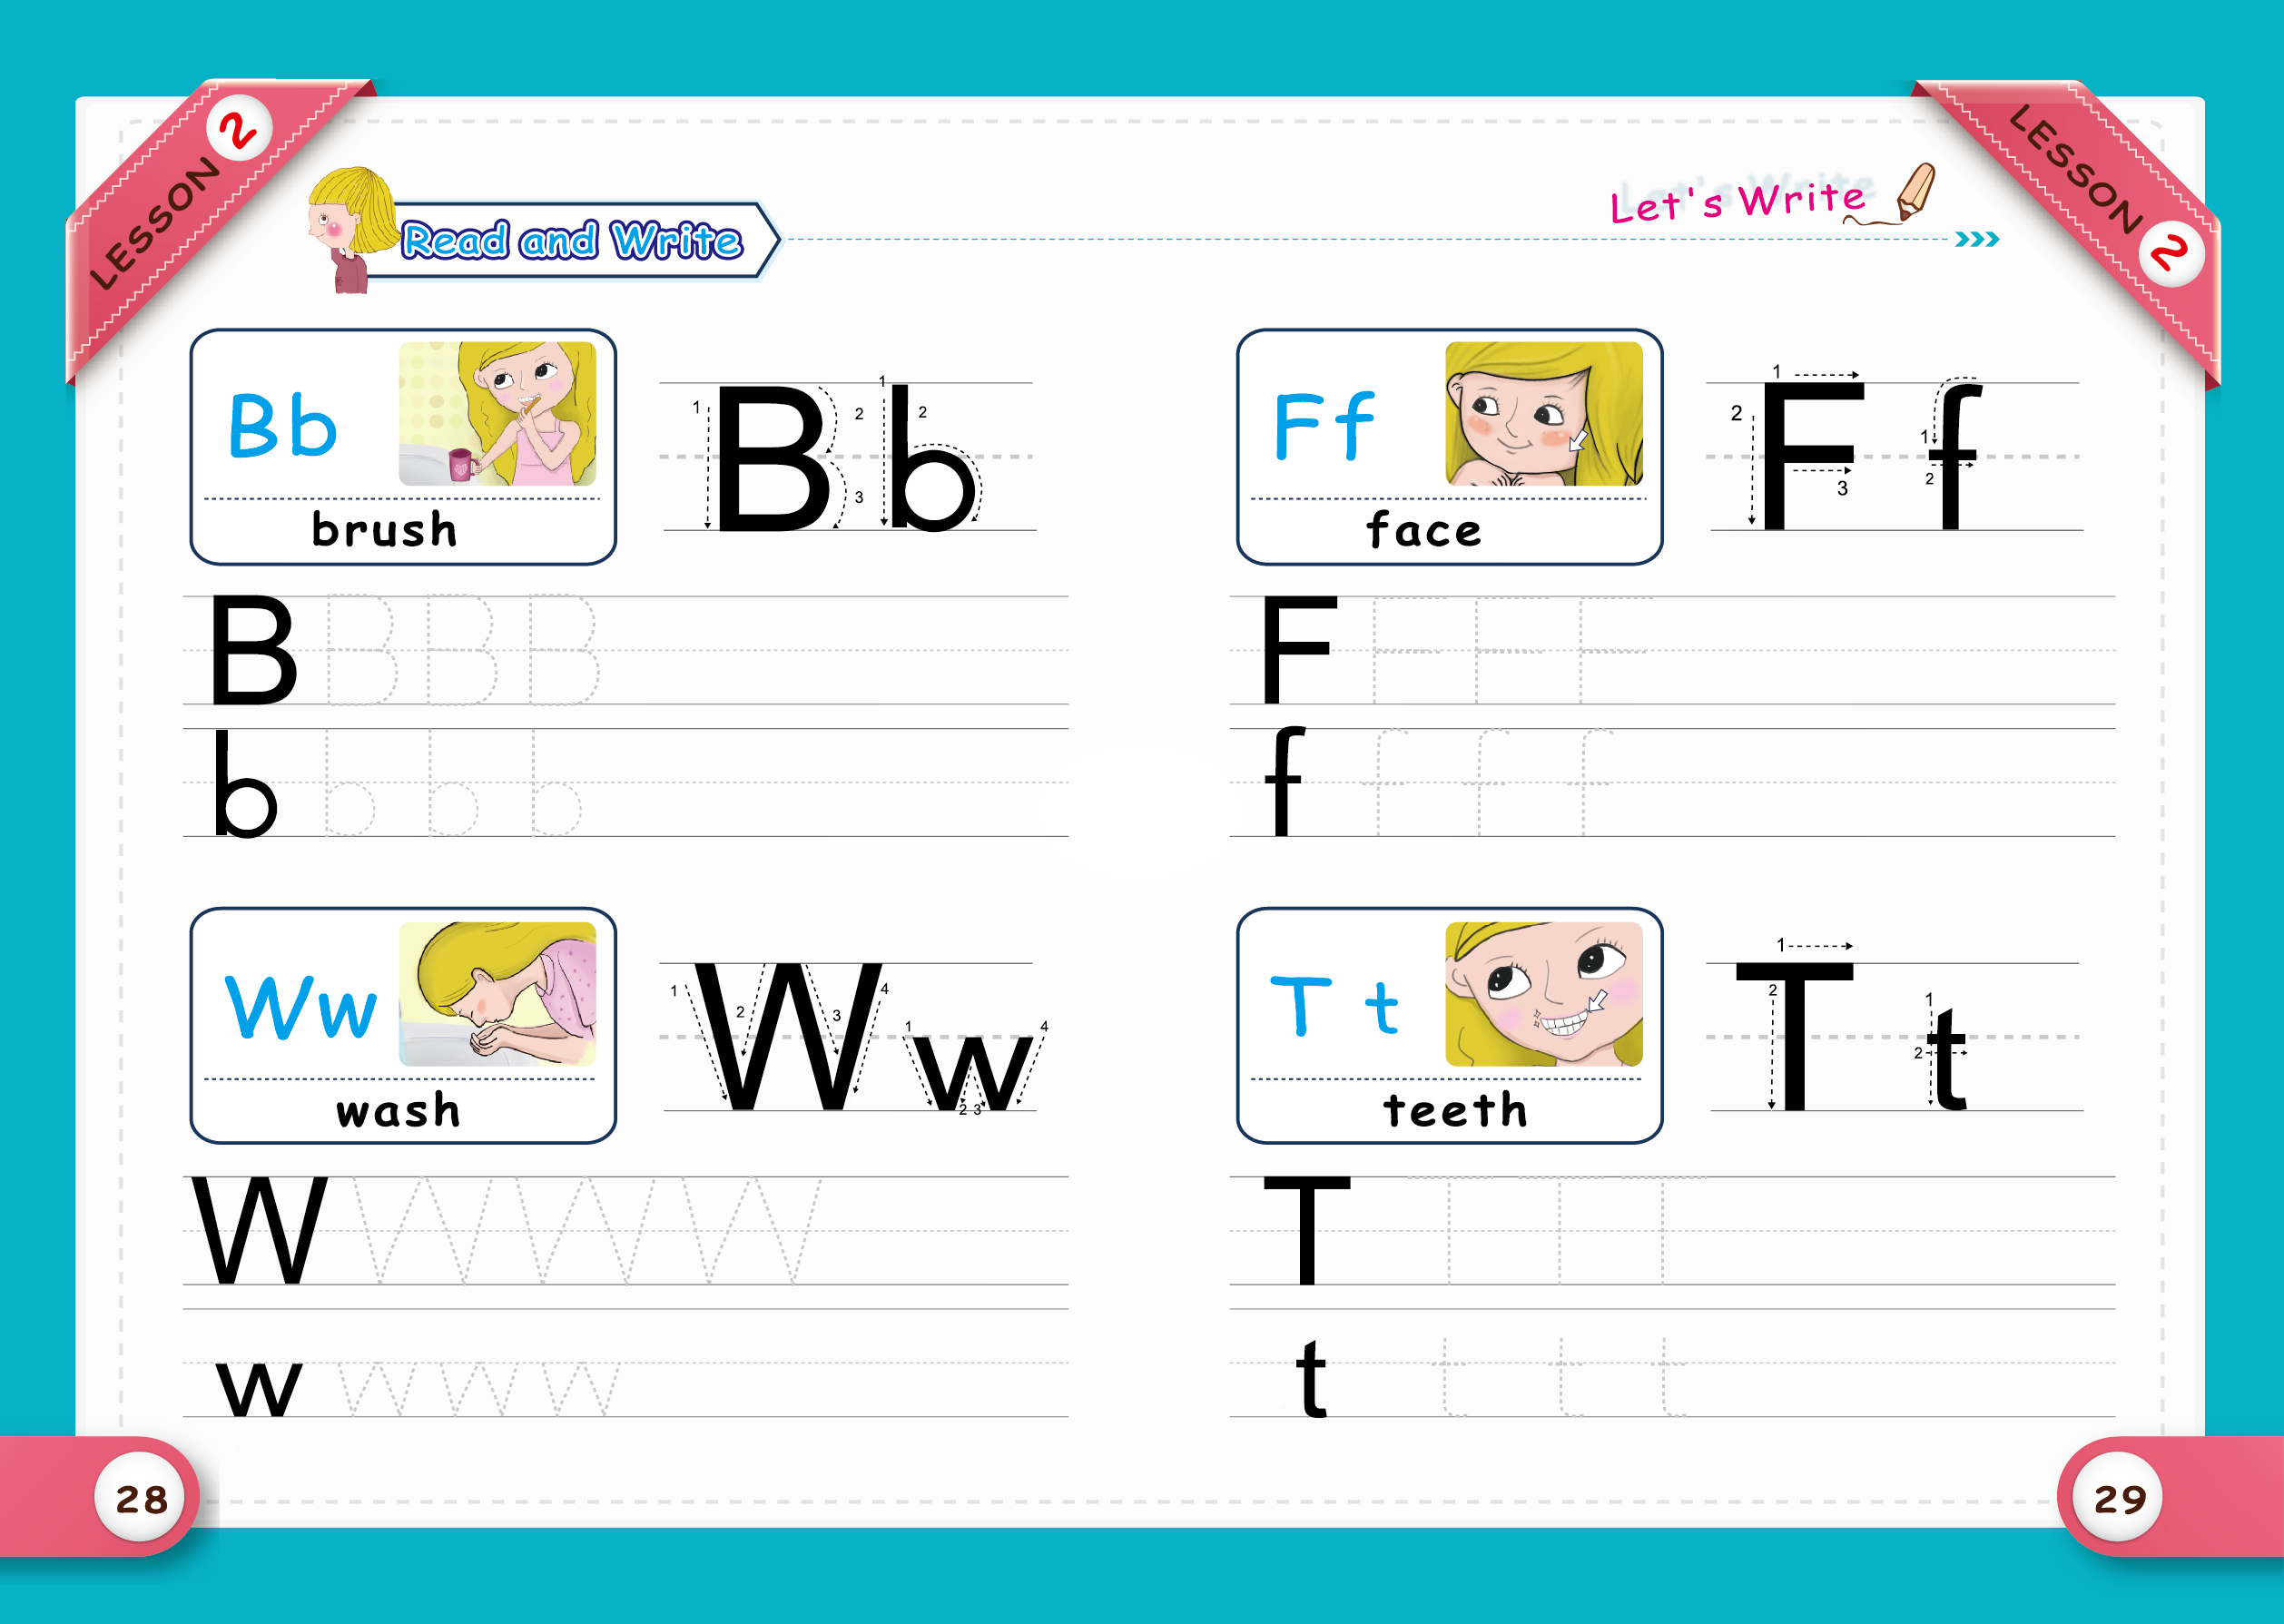 LESSON 2
Read and Write
Bb
brush
1 2 3 1 2
B b
B B B B
b b b b
Ww
wash
1 2 3 4 1 2 3 4
W w
W W W W
w w w w
28
LESSON 2
Let's Write
Ff
face
1 2 3 1 2
F f
F F F F
f f f f
T t
teeth
1 2 1 2
T t
T T T T
t t t t
29